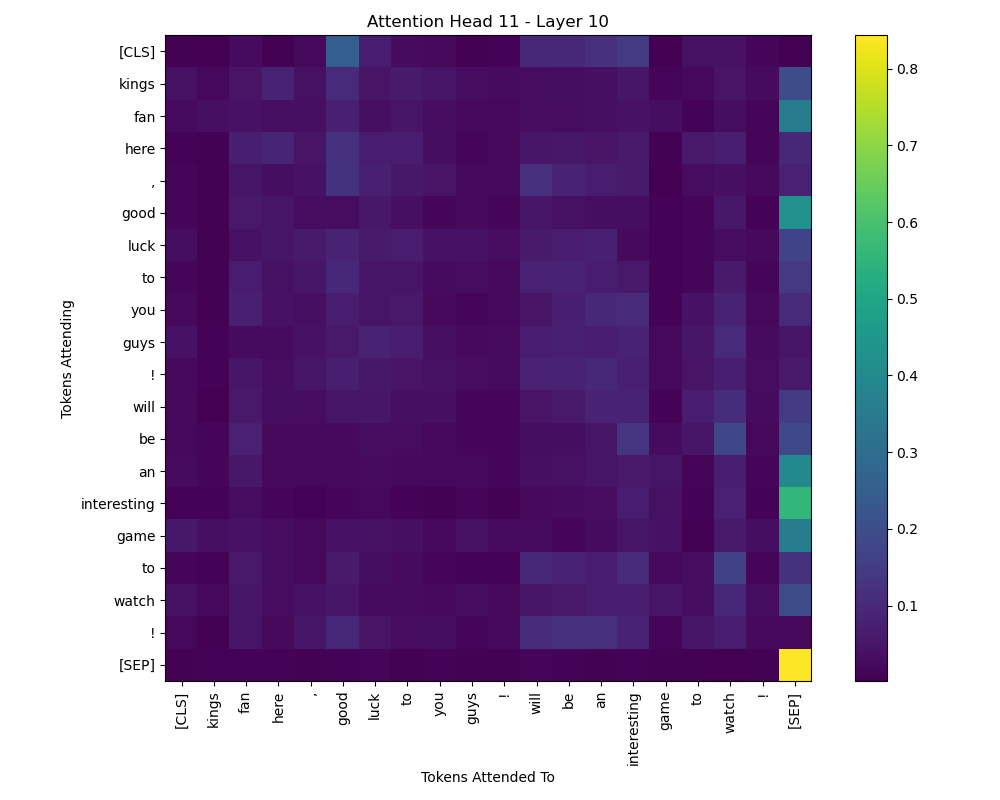 Attention Head 11 - Layer 10
Tokens Attending
[CLS]
kings
fan
here
,
good
luck
to
you
guys
!
will
be
an
interesting
game
to
watch
!
[SEP]
[CLS]
kings
fan
here
,
good
luck
to
you
guys
!
will
be
an
interesting
game
to
watch
!
[SEP]
Tokens Attended To
0.8
0.7
0.6
0.5
0.4
0.3
0.2
0.1